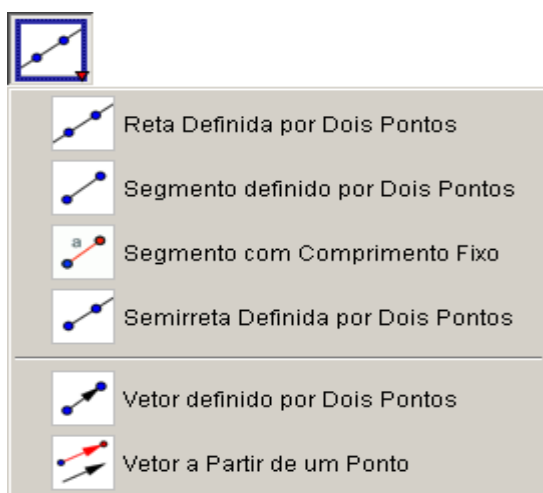 Reta Definida por Dois Pontos
Segmento definido por Dois Pontos
a
Segmento com Comprimento Fixo
Semirreta Definida por Dois Pontos
Vetor definido por Dois Pontos
Vetor a Partir de um Ponto